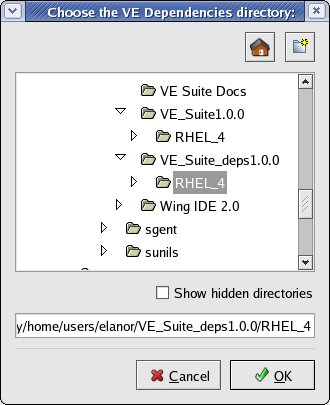 Choose the VE Dependencies directory:
VE Suite Docs
VE_Suite1.0.0
RHEL_4
VE_Suite_deps1.0.0
RHEL_4
Wing IDE 2.0
sgent
sunils
Show hidden directories
y/home/users/elanor/VE_Suite_deps1.0.0/RHEL_4
Cancel
OK